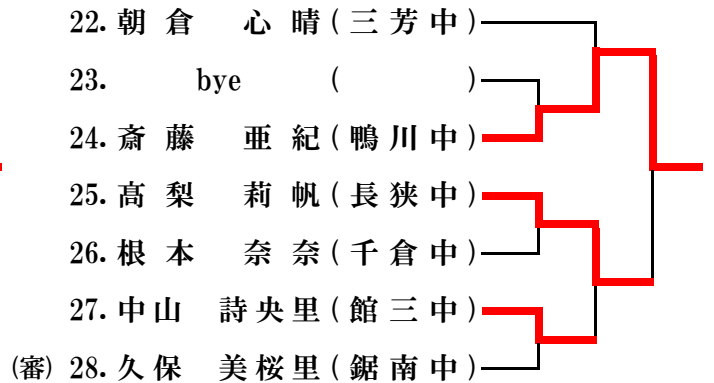 22. 朝倉 心晴(三芳中)
23. bye ( )
24. 斎藤 亜紀(鴨川中)
25. 髙梨 莉帆(長狭中)
26. 根本 奈奈(千倉中)
27. 中山 詩央里(館三中)
(審) 28. 久保 美桜里(鋸南中)